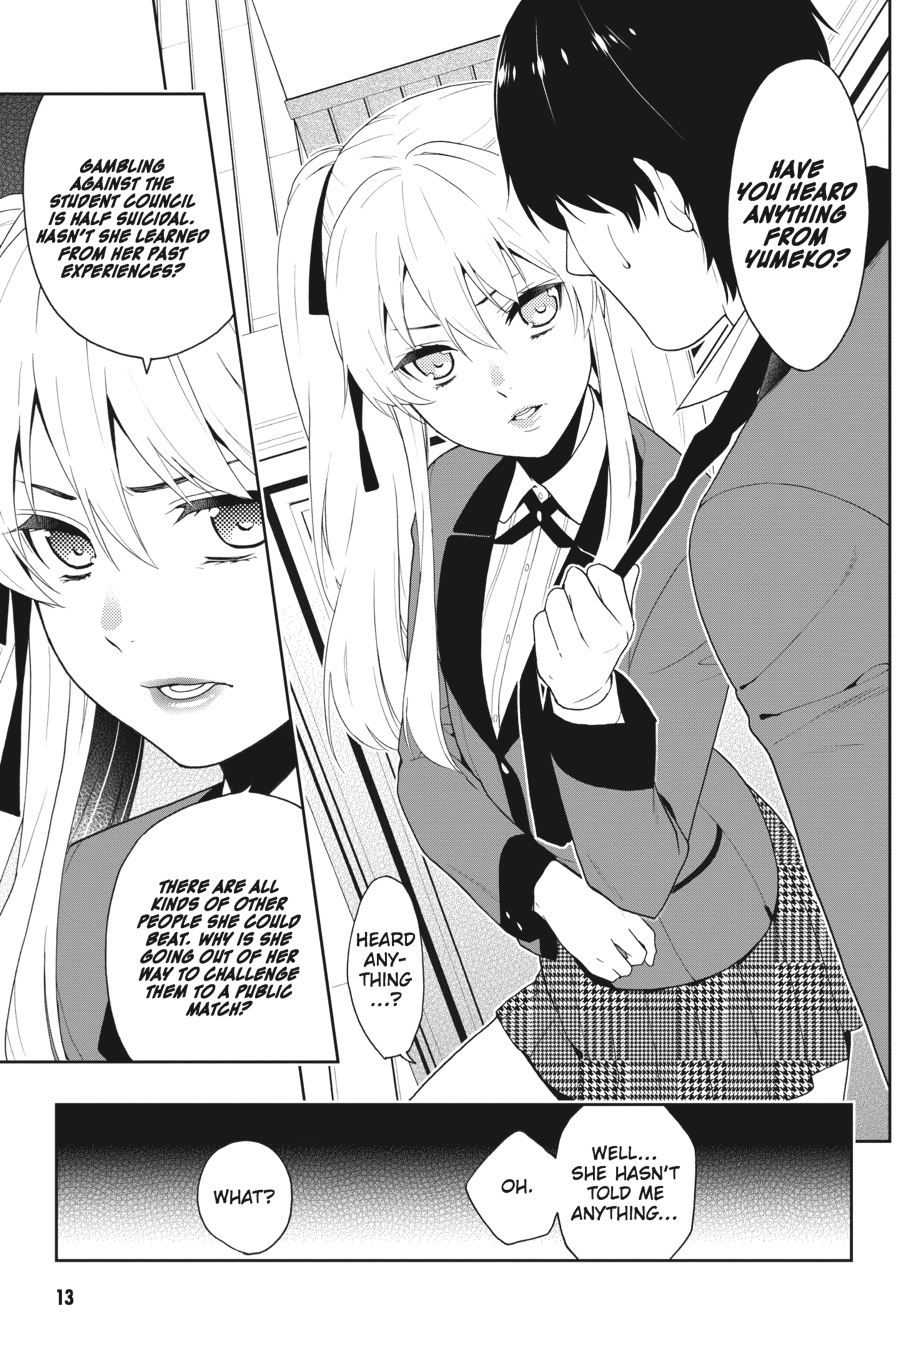 HAVE
YOU HEARD
ANYTHING
FROM
YUMEKO?
HEARD
ANY-
THING
...?
GAMBLING
AGAINST THE
STUDENT COUNCIL
IS HALF SUICIDAL.
HASN'T SHE LEARNED
FROM HER PAST
EXPERIENCES?
THERE ARE ALL
KINDS OF OTHER
PEOPLE SHE COULD
BEAT. WHY IS SHE
GOING OUT OF HER
WAY TO CHALLENGE
THEM TO A PUBLIC
MATCH?
WELL...
SHE HASN'T
TOLD ME
ANYTHING...
OH.
WHAT?
13